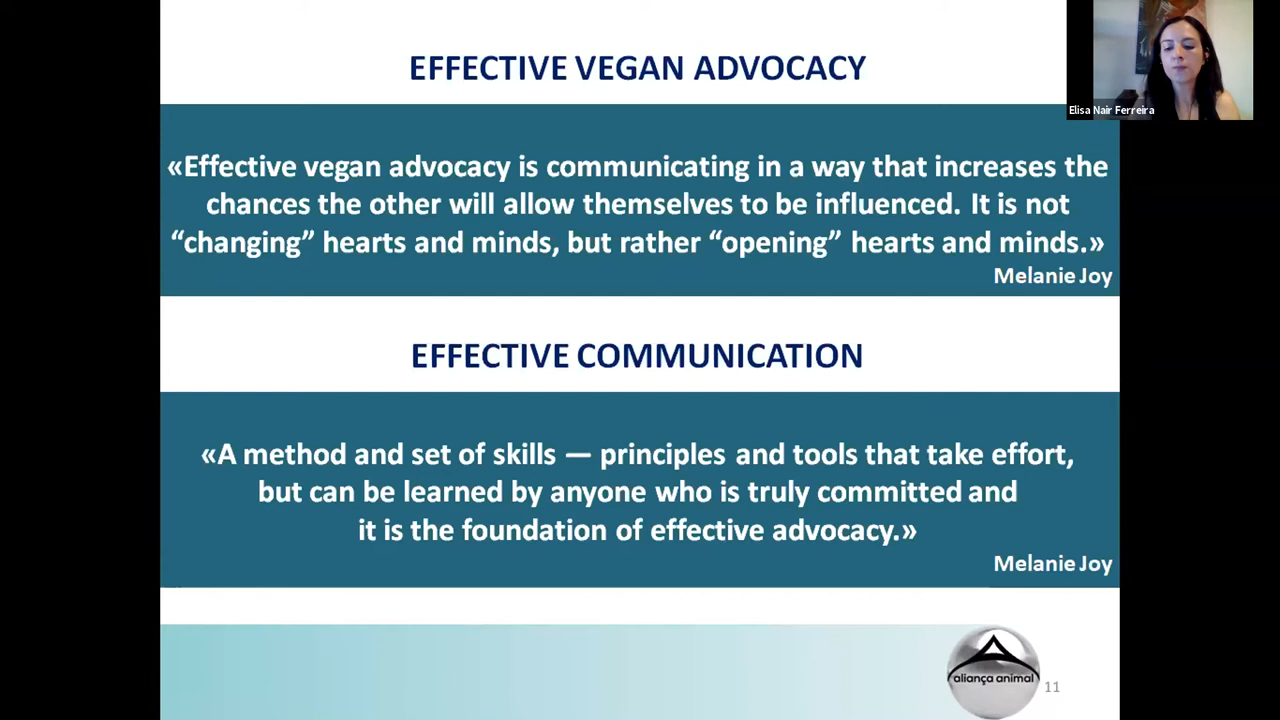 EFFECTIVE VEGAN ADVOCACY
Elisa Nair Ferreira
«Effective vegan advocacy is communicating in a way that increases the
chances the other will allow themselves to be influenced. It is not
“changing” hearts and minds, but rather “opening” hearts and minds.»
Melanie Joy
EFFECTIVE COMMUNICATION
«A method and set of skills — principles and tools that take effort,
but can be learned by anyone who is truly committed and
it is the foundation of effective advocacy.»
Melanie Joy
aliança animal
11